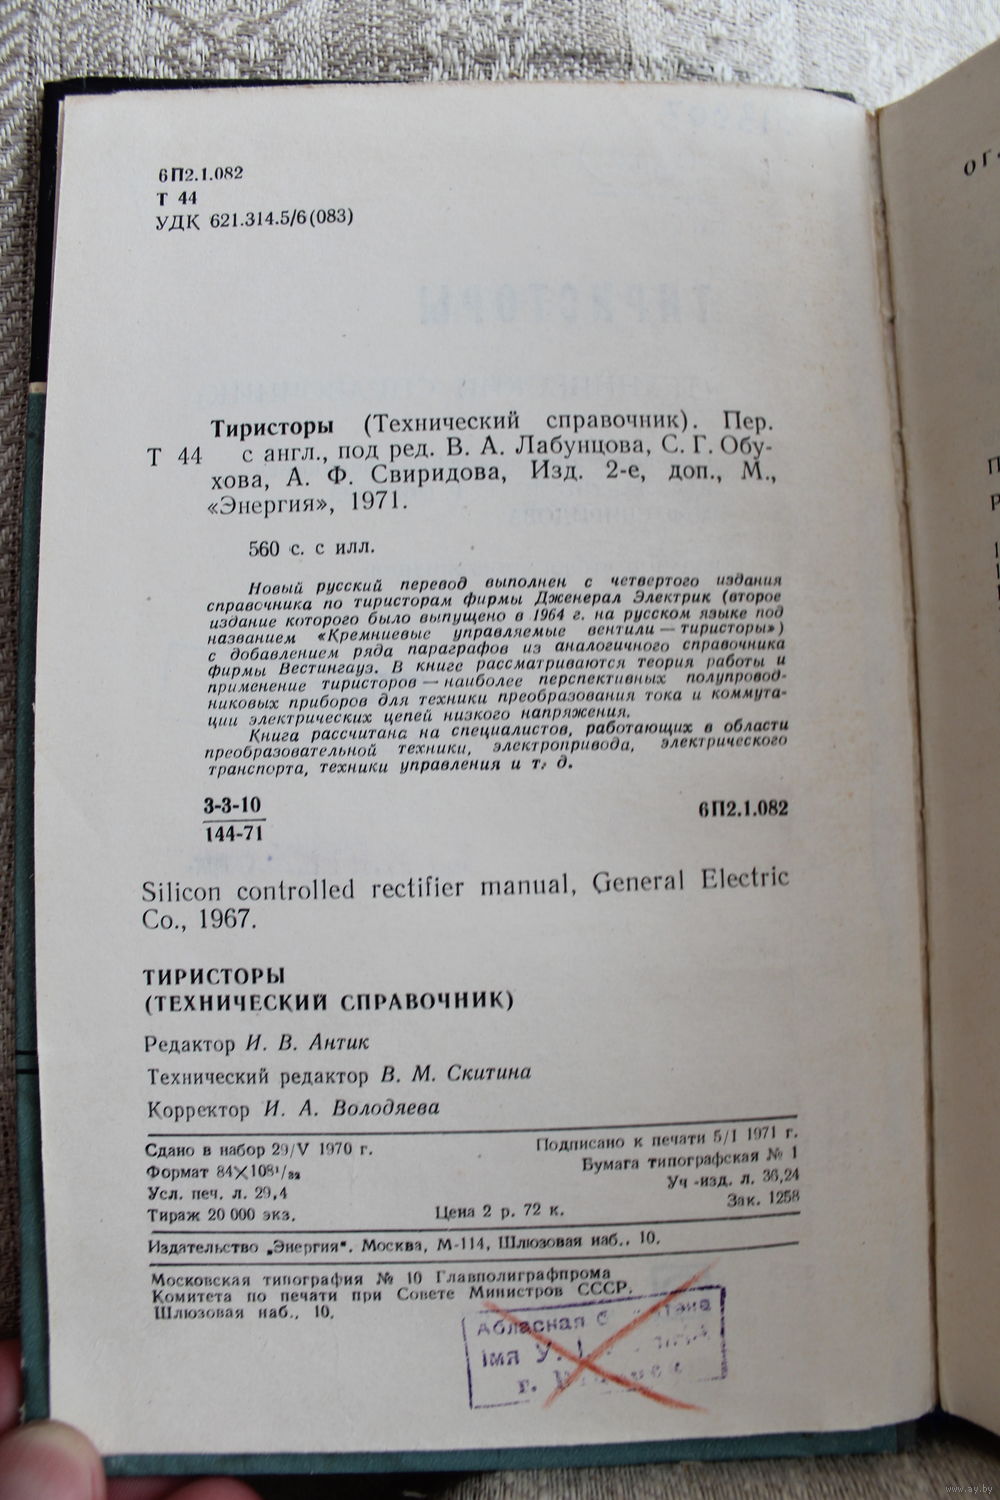 6П2.1.082
Т 44
УДК 621.314.5/6(083)
Тиристоры (Технический справочник). Пер.
Т 44 с англ., под ред. В. А. Лабунцова, С. Г. Обу-
хова, А. Ф. Свиридова, Изд. 2-е, доп., М.,
«Энергия», 1971.
560 с. с илл.
Новый русский перевод выполнен с четвертого издания
справочника по тиристорам фирмы Дженерал Электрик (второе
издание которого было выпущено в 1964 г. на русском языке под
названием «Кремниевые управляемые вентили — тиристоры»)
с добавлением ряда параграфов из аналогичного справочника
фирмы Вестингауз. В книге рассматриваются теория работы и
применение тиристоров — наиболее перспективных полупровод-
никовых приборов для техники преобразования тока и коммута-
ции электрических цепей низкого напряжения.
Книга рассчитана на специалистов, работающих в области
преобразовательной техники, электропривода, электрического
транспорта, техники управления и т. д.
3-3-10
144-71
6П2.1.082
Silicon controlled rectifier manual, General Electric
Co., 1967.
ТИРИСТОРЫ
(ТЕХНИЧЕСКИЙ СПРАВОЧНИК)
Редактор И. В. Антик
Технический редактор В. М. Скитина
Корректор И. А. Володяева
Сдано в набор 29/V 1970 г. Подписано к печати 5/I 1971 г.
Формат 84×108¹/₃₂ Бумага типографская № 1
Усл. печ. л. 29,4 Уч-изд. л. 36,24
Тираж 20 000 экз. Цена 2 р. 72 к. Зак. 1258
Издательство „Энергия“. Москва, М-114, Шлюзовая наб., 10.
Московская типография № 10 Главполиграфпрома
Комитета по печати при Совете Министров СССР.
Шлюзовая наб., 10.
Абласная
імя У. І.
г.
www.ay.by